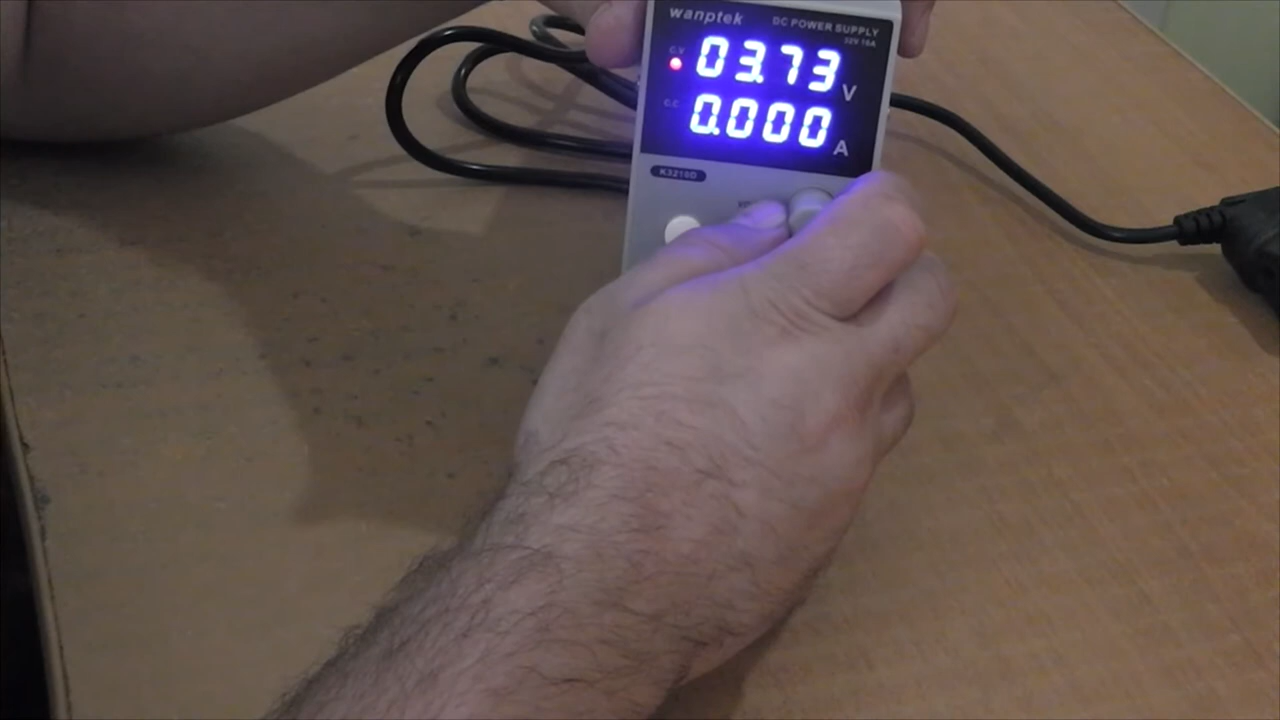 wanptek DC POWER SUPPLY
32V 10A
C.V 03.73 V
C.C 0.000 A
K3210D